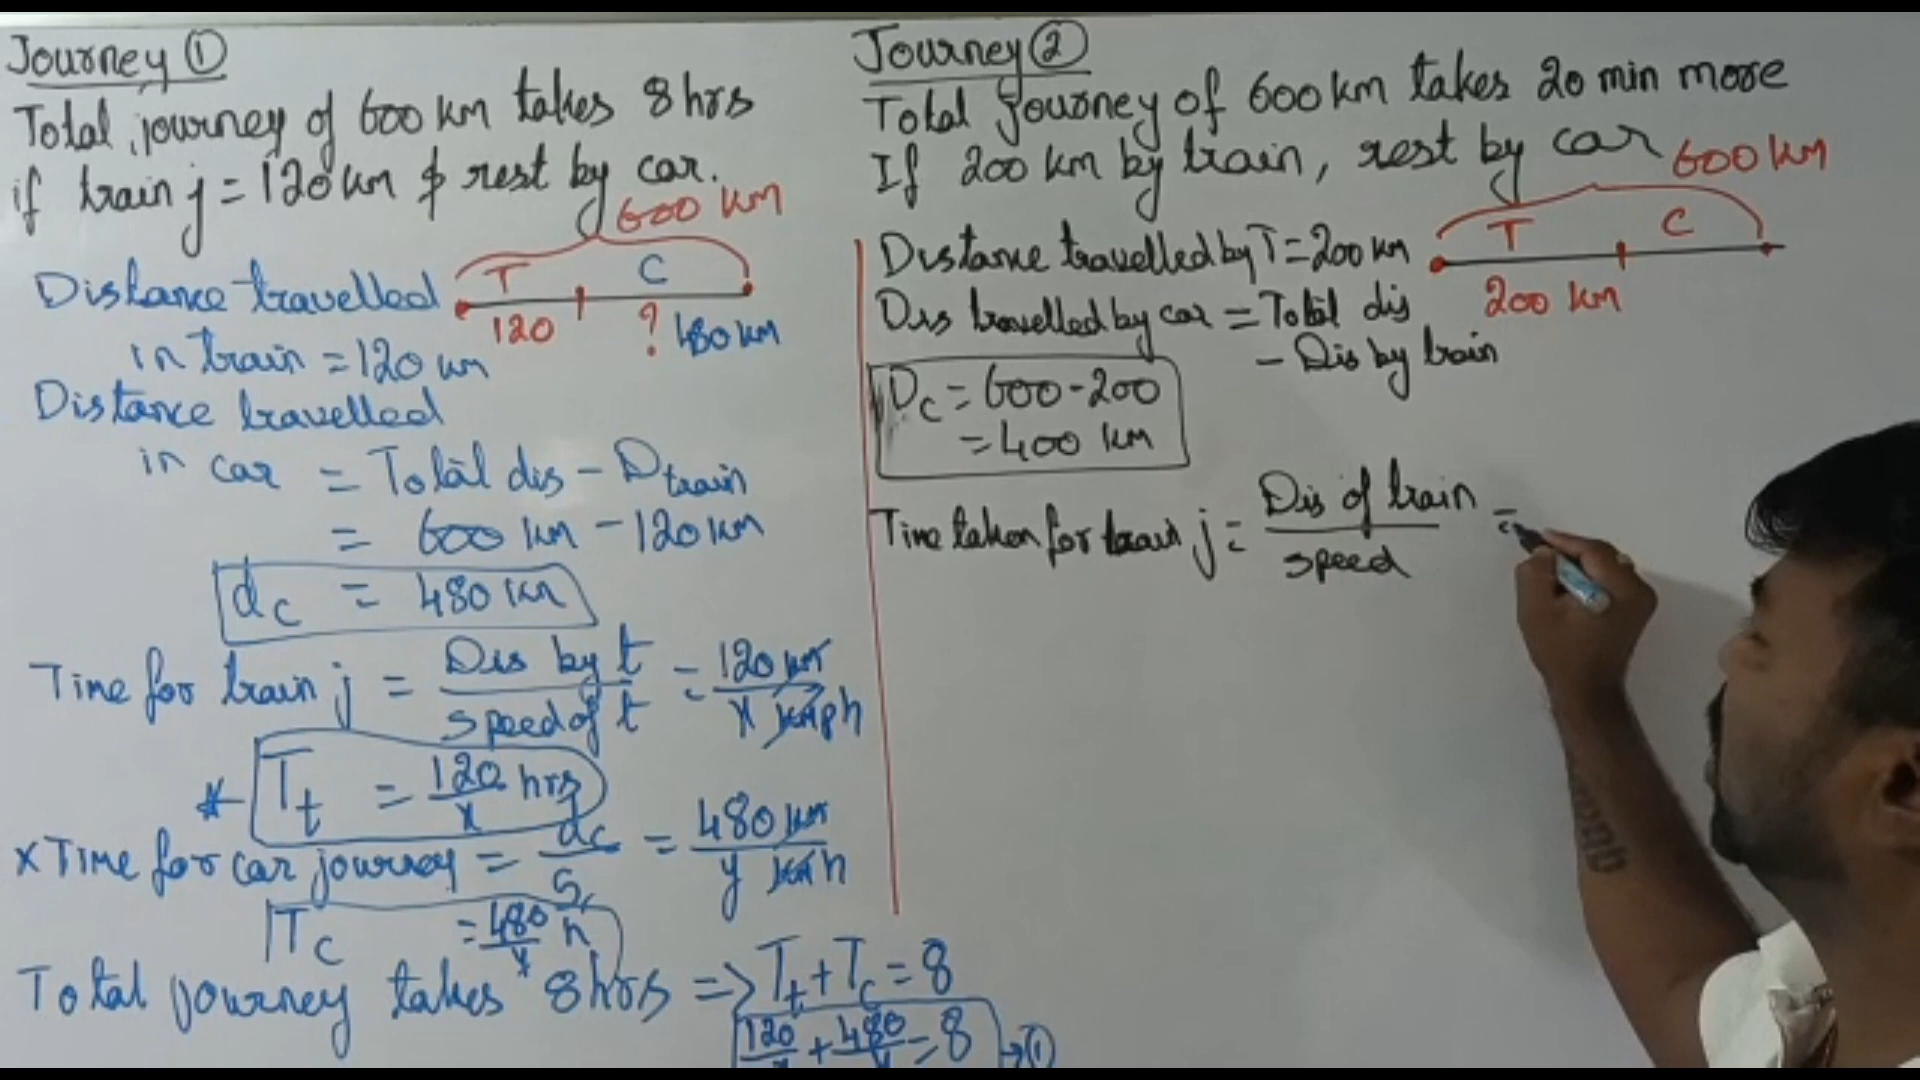 Journey ①
Total journey of 600 km takes 8 hrs
if train j = 120 km & rest by car.
600 km
T C
120 ? 480 km
Distance travelled
in train = 120 km
Distance travelled
in car = Total dis - D train
= 600 km - 120 km
dc = 480 km
Time for train j = Dis by t / speed of t = 120 km / x kmph
* Tt = 120/x hrs
x Time for car journey = dc / Sc = 480 km / y km h
Tc = 480/y h
Total journey takes 8 hrs => Tt + Tc = 8
120/x + 480/y = 8 → ①
Journey ②
Total journey of 600 km takes 20 min more
If 200 km by train, rest by car
600 km
T C
200 km
Distance travelled by T = 200 km
Dis travelled by car = Total dis
- Dis by train
Dc = 600 - 200
= 400 km
Time taken for train j = Dis of train / speed =